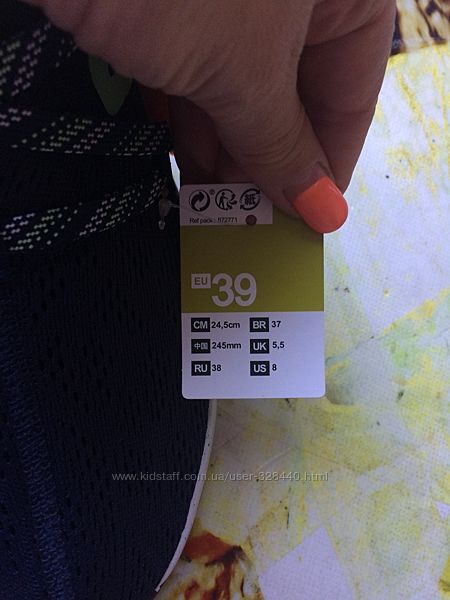 Ref pack : 872771
EU 39
CM 24,5cm BR 37
中国 245mm UK 5,5
RU 38 US 8
www.kidstaff.com.ua/user-328440.html